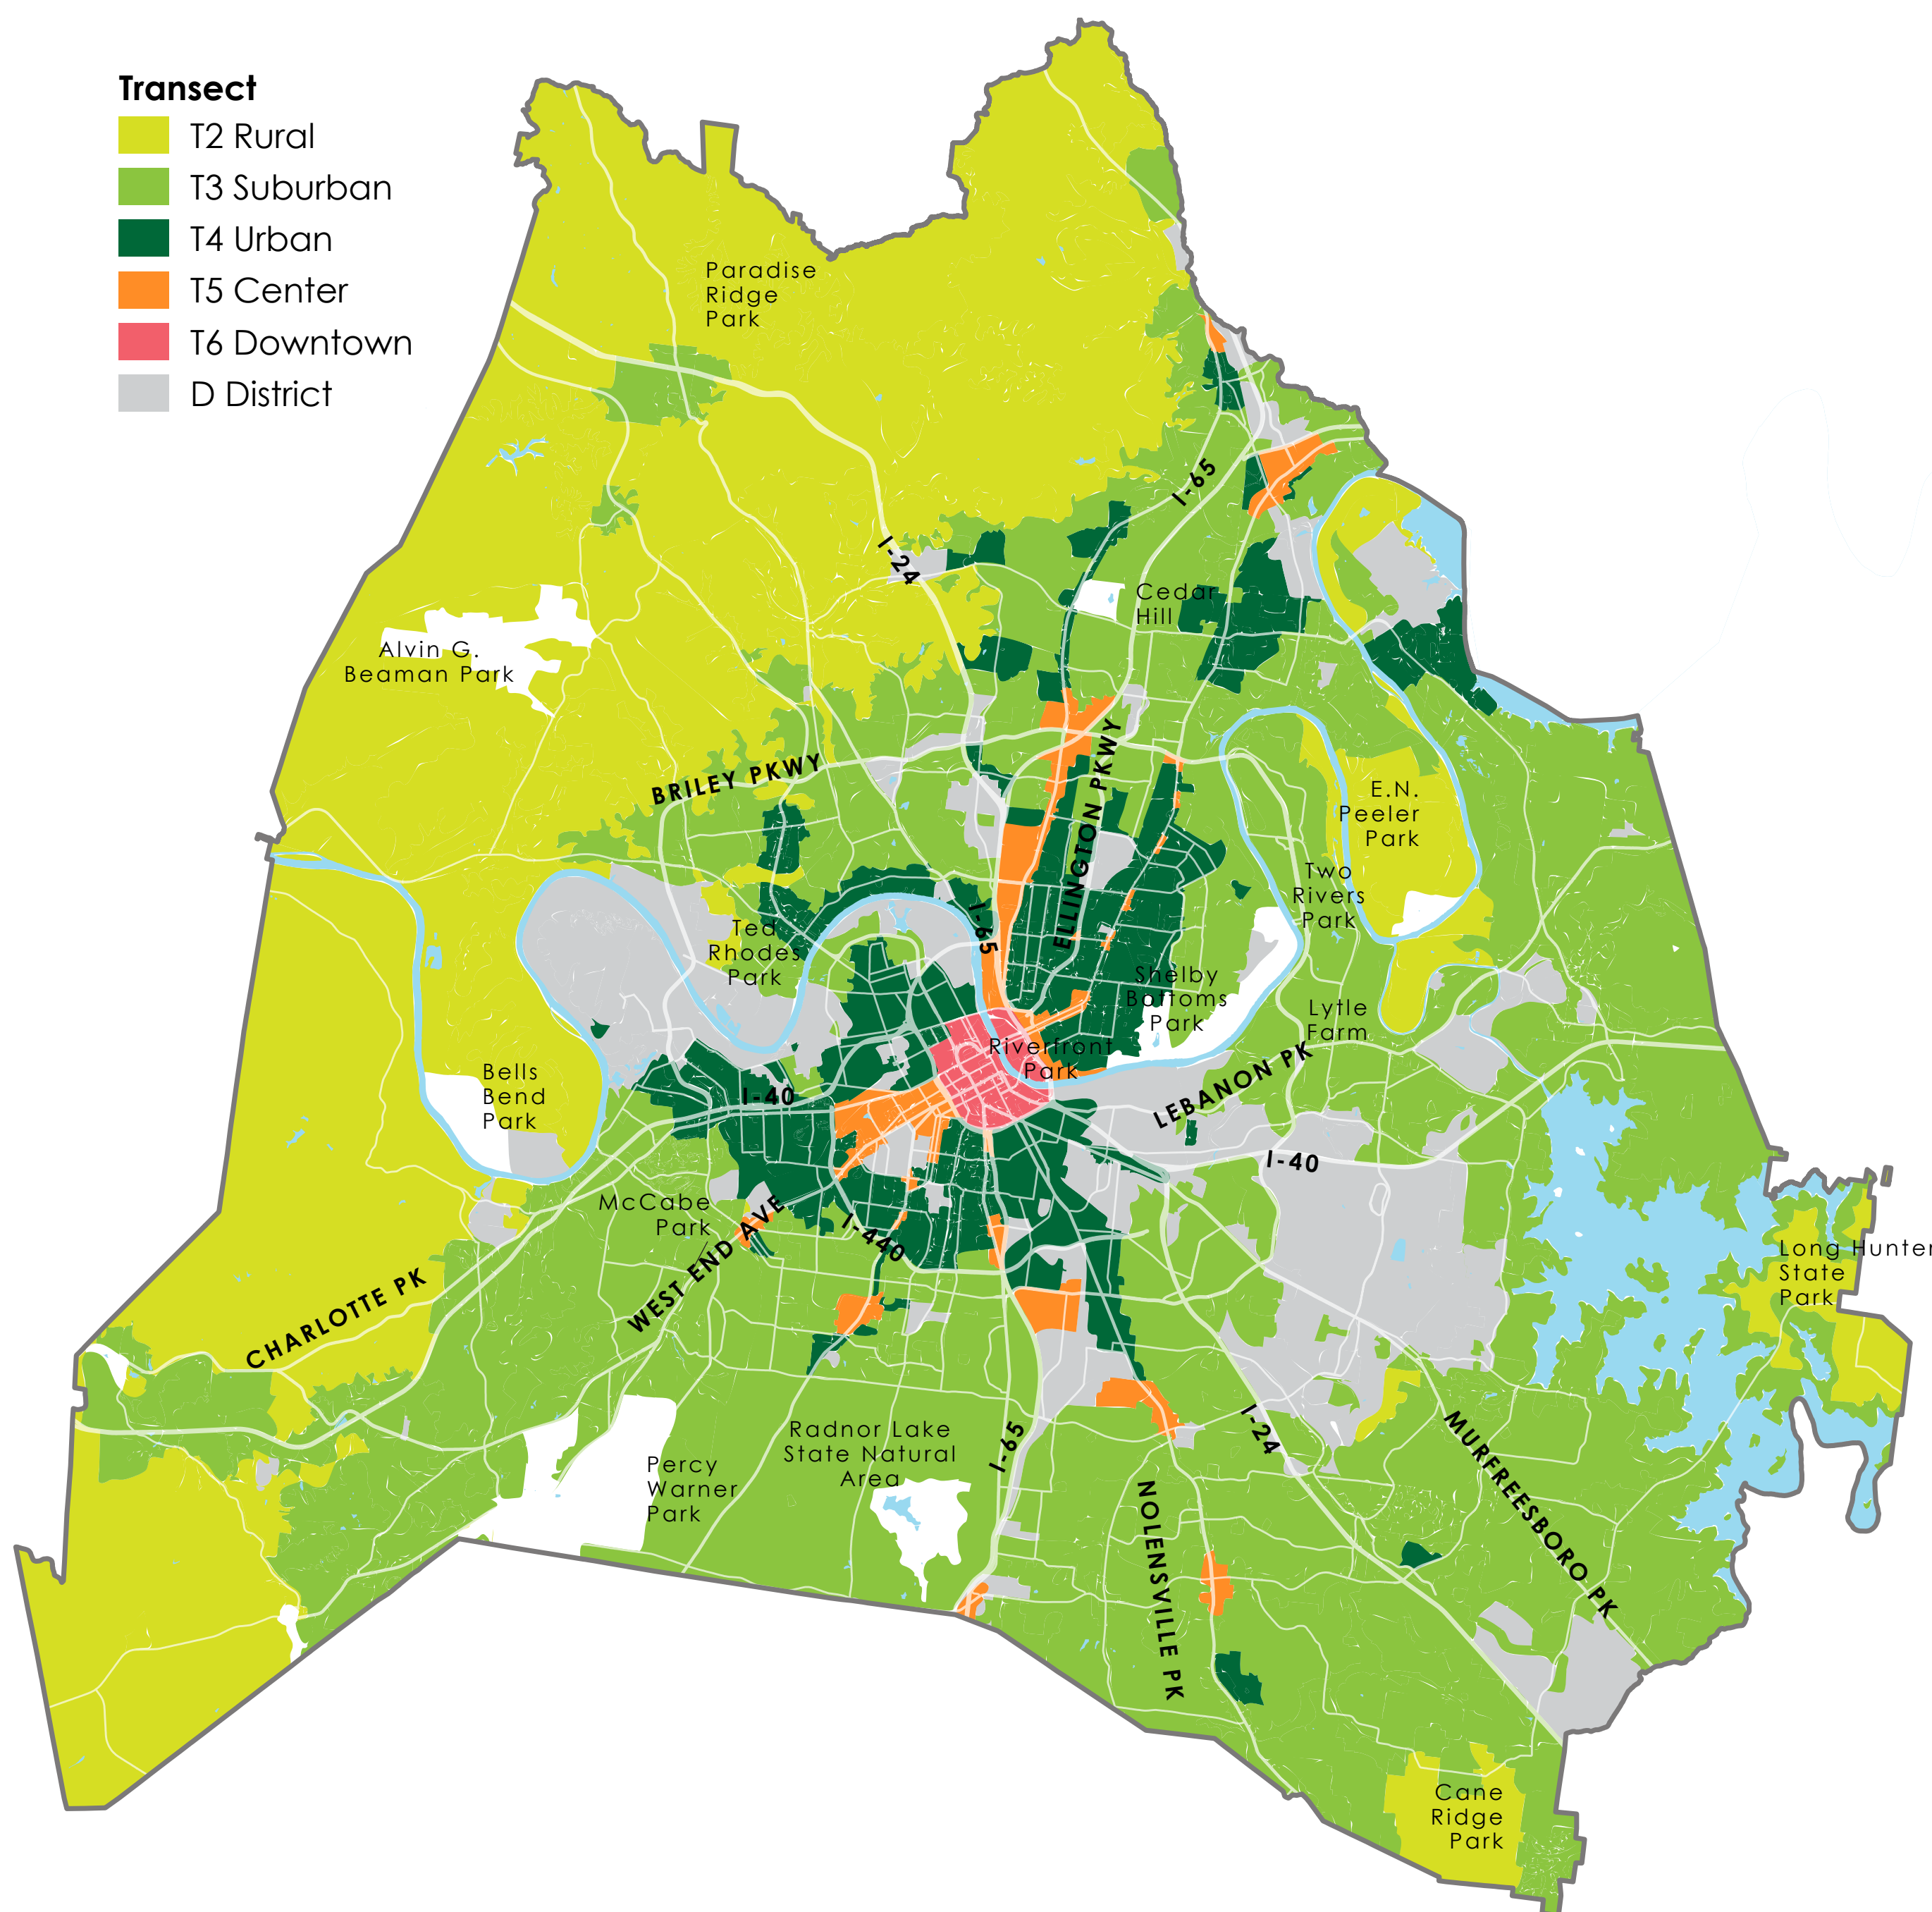 Transect
T2 Rural
T3 Suburban
T4 Urban
T5 Center
T6 Downtown
D District
Paradise
Ridge
Park
I-65
I-24
Cedar
Hill
Alvin G.
Beaman Park
BRILEY PKWY
ELLINGTON PKWY
E.N.
Peeler
Park
Two
Rivers
Park
I-65
Ted
Rhodes
Park
Shelby
Bottoms
Park
Lytle
Farm
Riverfront
Park
Bells
Bend
Park
I-40
LEBANON PK
I-40
McCabe
Park
WEST END AVE
I-440
Long Hunter
State
Park
CHARLOTTE PK
Radnor Lake
State Natural
Area
I-65
I-24
MURFREESBORO PK
Percy
Warner
Park
NOLENSVILLE PK
Cane
Ridge
Park